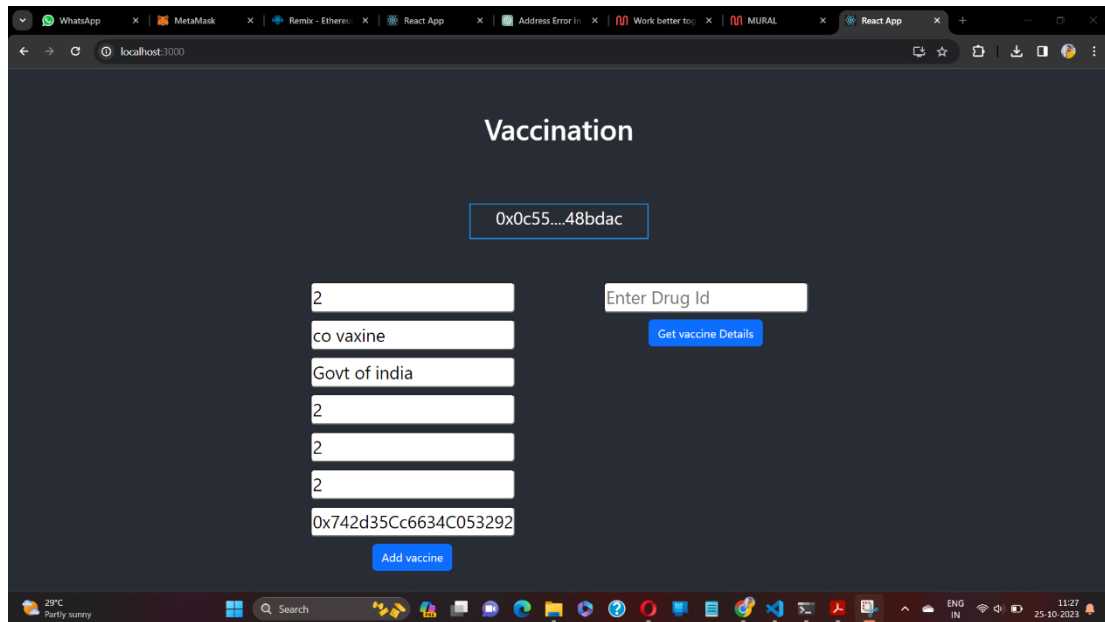 WhatsApp
MetaMask
Remix - Ethereu
React App
Address Error in
Work better tog
MURAL
React App
localhost:3000
Vaccination
0x0c55....48bdac
2
co vaxine
Govt of india
2
2
2
0x742d35Cc6634C053292
Add vaccine
Enter Drug Id
Get vaccine Details
29°C
Partly sunny
Search
ENG
IN
11:27
25-10-2023